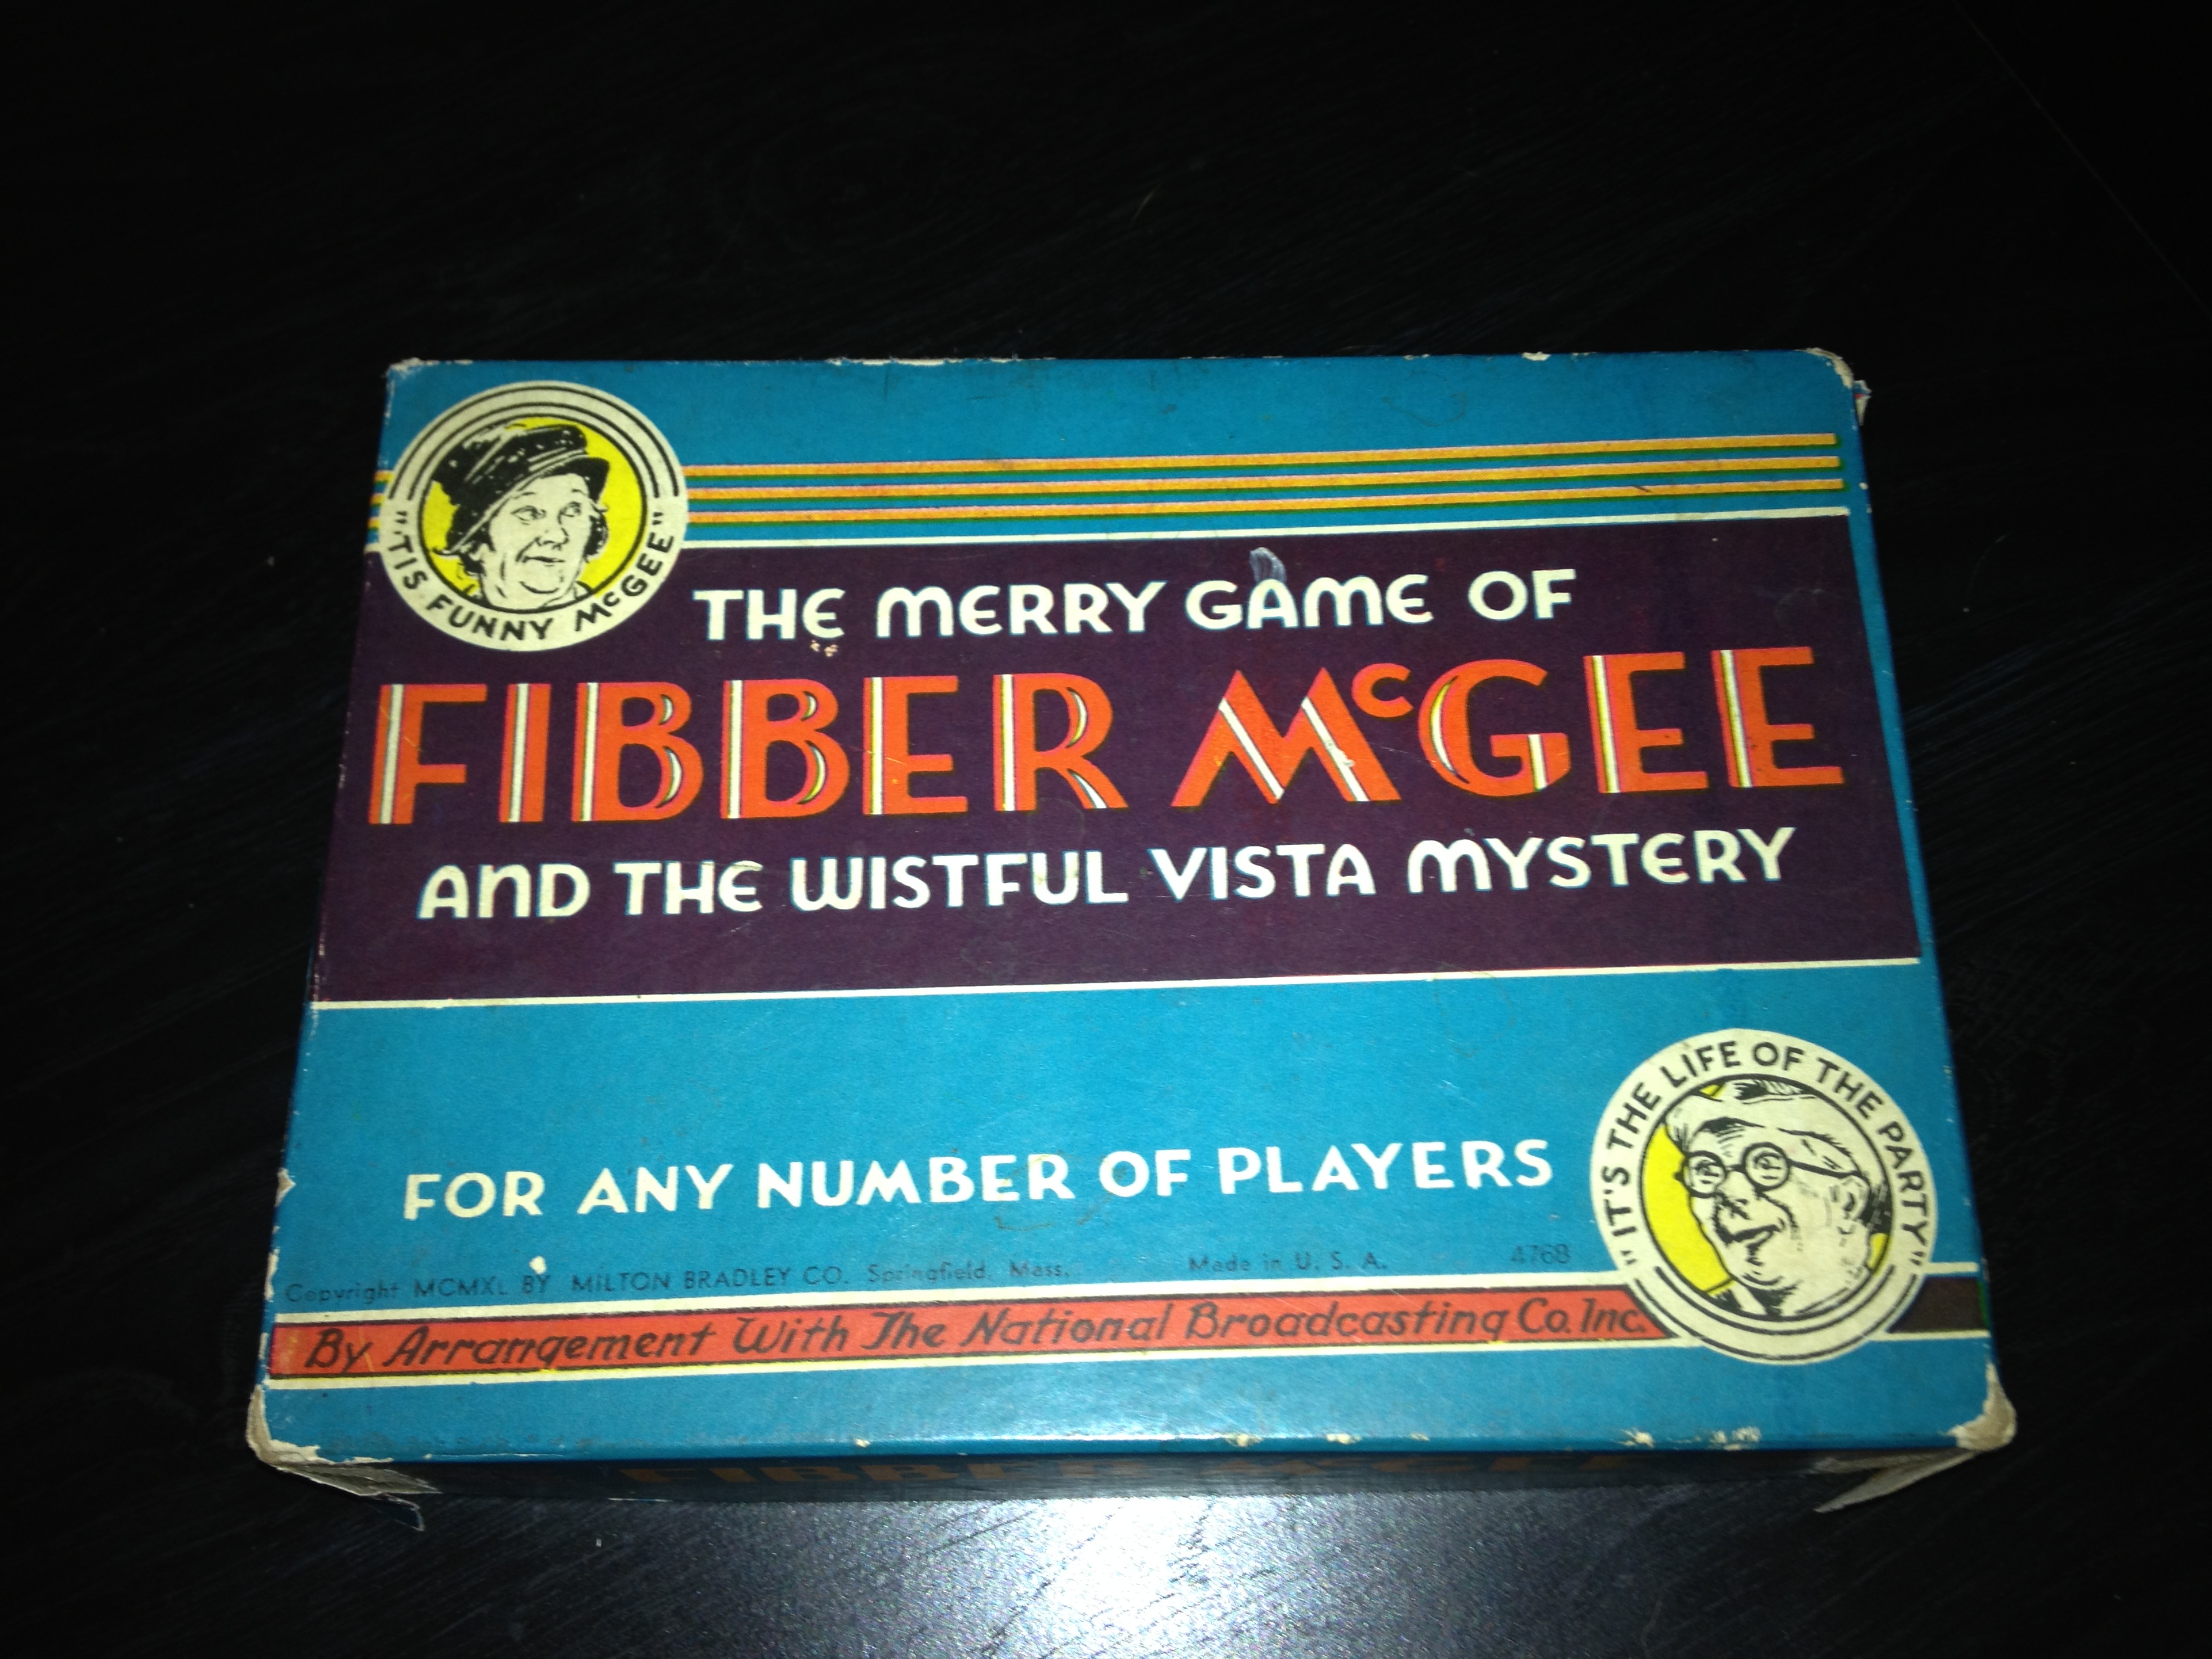 "'TIS FUNNY McGEE"
THE MERRY GAME OF
FIBBER McGEE
AND THE WISTFUL VISTA MYSTERY
"IT'S THE LIFE OF THE PARTY"
FOR ANY NUMBER OF PLAYERS
Copyright MCMXL BY MILTON BRADLEY CO. Springfield, Mass. Made in U. S. A. 4768
By Arrangement With The National Broadcasting Co. Inc.
FIBBER McGEE